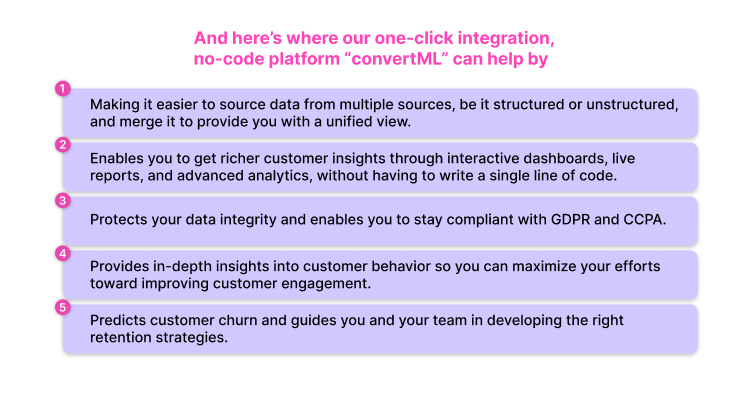 And here's where our one-click integration,
no-code platform “convertML” can help by
1
Making it easier to source data from multiple sources, be it structured or unstructured,
and merge it to provide you with a unified view.
2
Enables you to get richer customer insights through interactive dashboards, live
reports, and advanced analytics, without having to write a single line of code.
3
Protects your data integrity and enables you to stay compliant with GDPR and CCPA.
4
Provides in-depth insights into customer behavior so you can maximize your efforts
toward improving customer engagement.
5
Predicts customer churn and guides you and your team in developing the right
retention strategies.